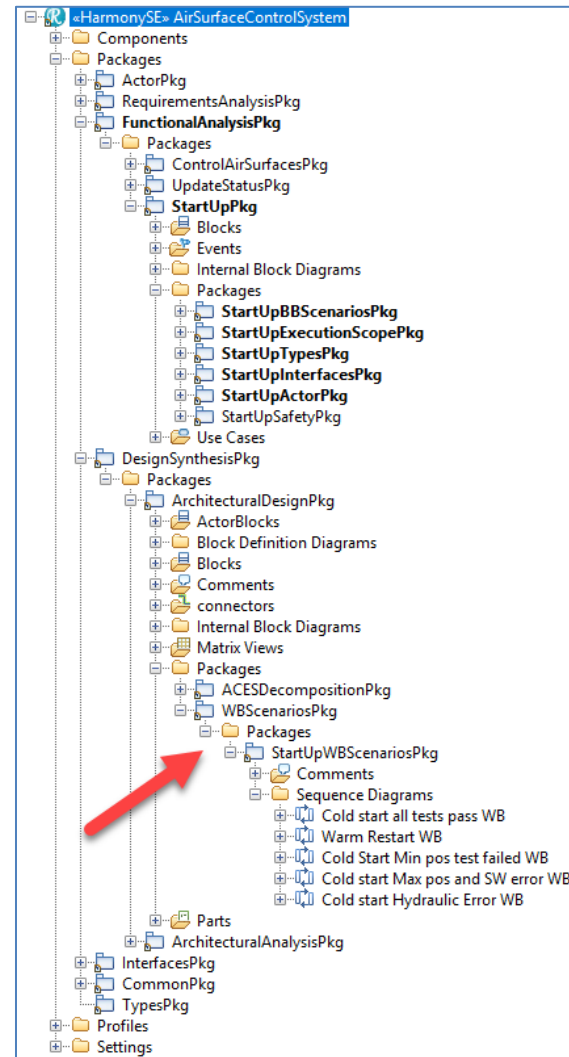 «HarmonySE» AirSurfaceControlSystem
Components
Packages
ActorPkg
RequirementsAnalysisPkg
FunctionalAnalysisPkg
Packages
ControlAirSurfacesPkg
UpdateStatusPkg
StartUpPkg
Blocks
Events
Internal Block Diagrams
Packages
StartUpBBScenariosPkg
StartUpExecutionScopePkg
StartUpTypesPkg
StartUpInterfacesPkg
StartUpActorPkg
StartUpSafetyPkg
Use Cases
DesignSynthesisPkg
Packages
ArchitecturalDesignPkg
ActorBlocks
Block Definition Diagrams
Blocks
Comments
connectors
Internal Block Diagrams
Matrix Views
Packages
ACESDecompositionPkg
WBScenariosPkg
Packages
StartUpWBScenariosPkg
Comments
Sequence Diagrams
Cold start all tests pass WB
Warm Restart WB
Cold Start Min pos test failed WB
Cold start Max pos and SW error WB
Cold start Hydraulic Error WB
Parts
ArchitecturalAnalysisPkg
InterfacesPkg
CommonPkg
TypesPkg
Profiles
Settings